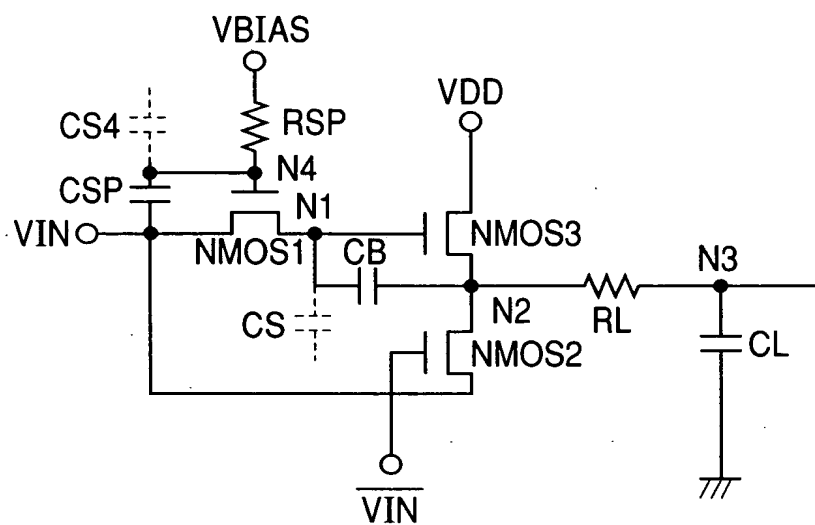 VBIAS
VDD
CS4
RSP
N4
CSP
N1
VIN
NMOS1
NMOS3
CB
N3
N2
CS
RL
NMOS2
CL
VIN